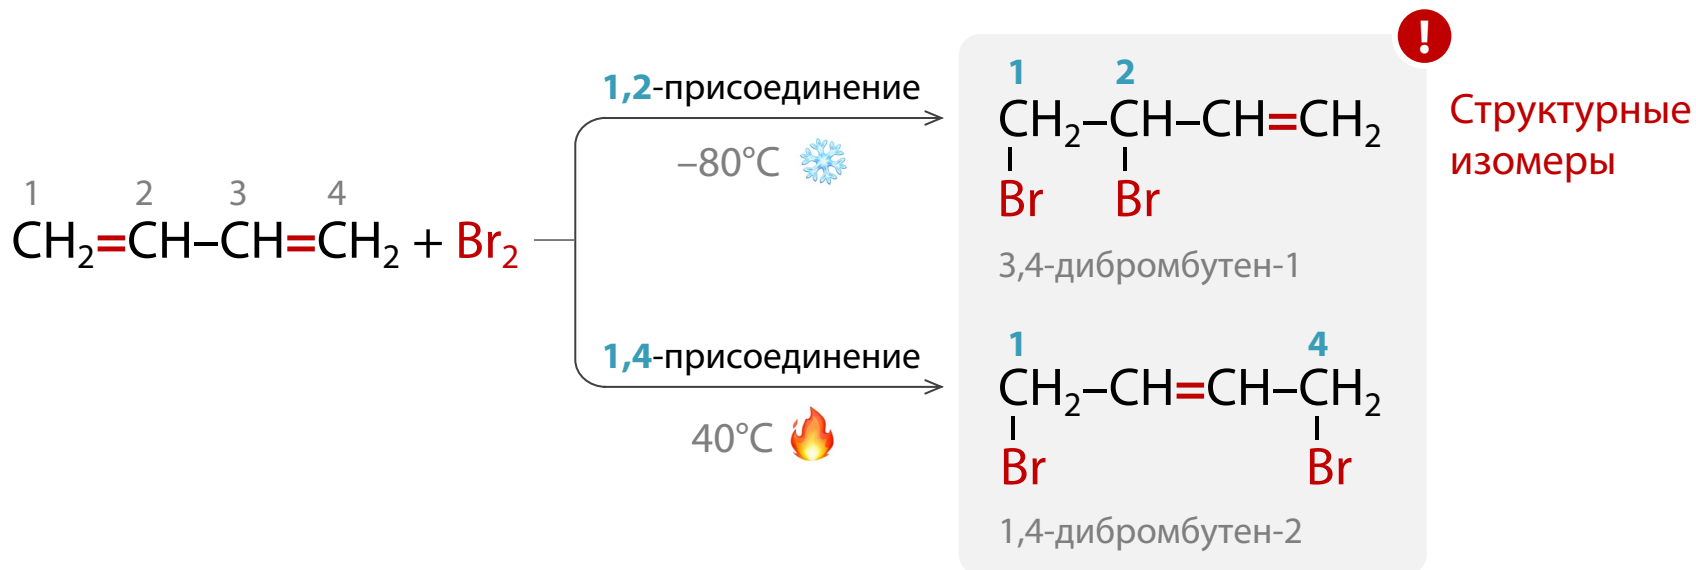 1 2 3 4
CH₂=CH–CH=CH₂ + Br₂
1,2-присоединение
–80°C
1 2
CH₂–CH–CH=CH₂
Br Br
3,4-дибромбутен-1
1,4-присоединение
40°C
1 4
CH₂–CH=CH–CH₂
Br Br
1,4-дибромбутен-2
!
Структурные
изомеры